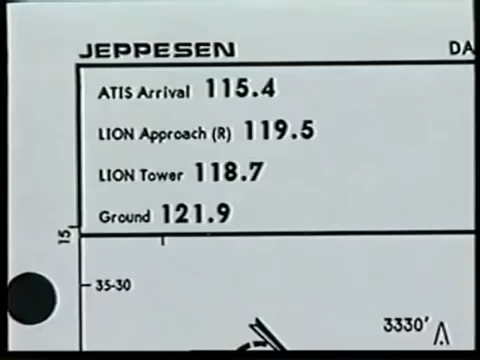 JEPPESEN DA
ATIS Arrival 115.4
LION Approach (R) 119.5
LION Tower 118.7
Ground 121.9
15
35-30
3330'